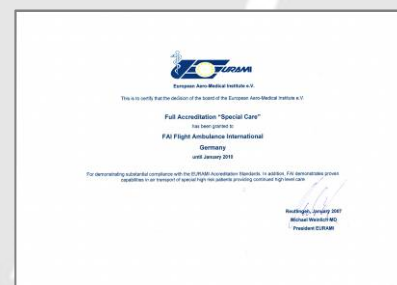 EURAMI
European Aero-Medical Institute e.V.
This is to certify that the decision of the board of the European Aero-Medical Institute e.V.
Full Accreditation "Special Care"
has been granted to
FAI Flight Ambulance International
Germany
until January 2010
For demonstrating substantial compliance with the EURAMI Accreditation Standards. In addition, FAI demonstrates proven
capabilities in air transport of special high risk patients providing continued high level care
Reutlingen, January 2007
Michael Weinlich MD
President EURAMI